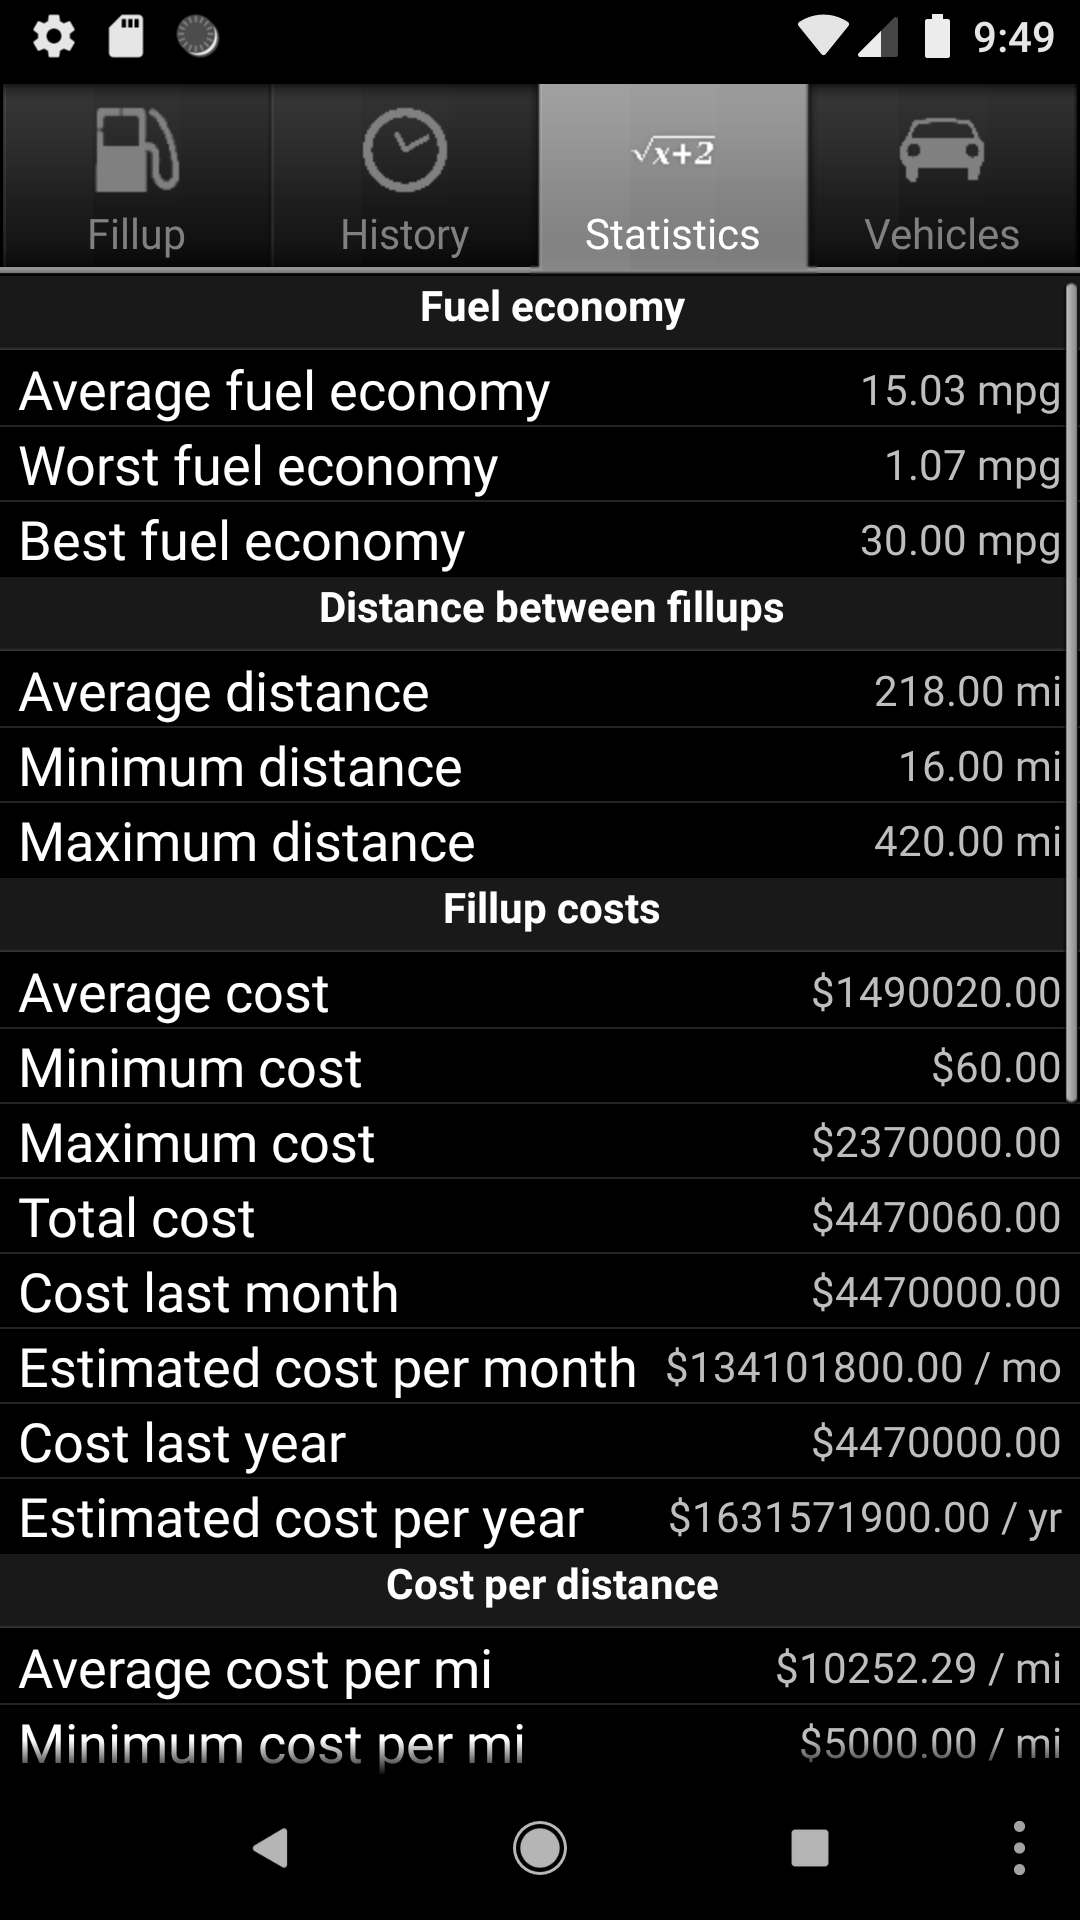 9:49
√x+2
Fillup History Statistics Vehicles
Fuel economy
Average fuel economy 15.03 mpg
Worst fuel economy 1.07 mpg
Best fuel economy 30.00 mpg
Distance between fillups
Average distance 218.00 mi
Minimum distance 16.00 mi
Maximum distance 420.00 mi
Fillup costs
Average cost $1490020.00
Minimum cost $60.00
Maximum cost $2370000.00
Total cost $4470060.00
Cost last month $4470000.00
Estimated cost per month $134101800.00 / mo
Cost last year $4470000.00
Estimated cost per year $1631571900.00 / yr
Cost per distance
Average cost per mi $10252.29 / mi
Minimum cost per mi $5000.00 / mi